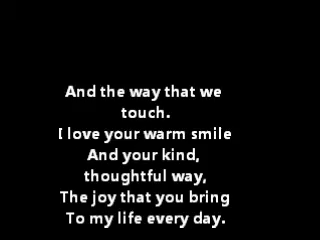 And the way that we
touch.
I love your warm smile
And your kind,
thoughtful way,
The joy that you bring
To my life every day.